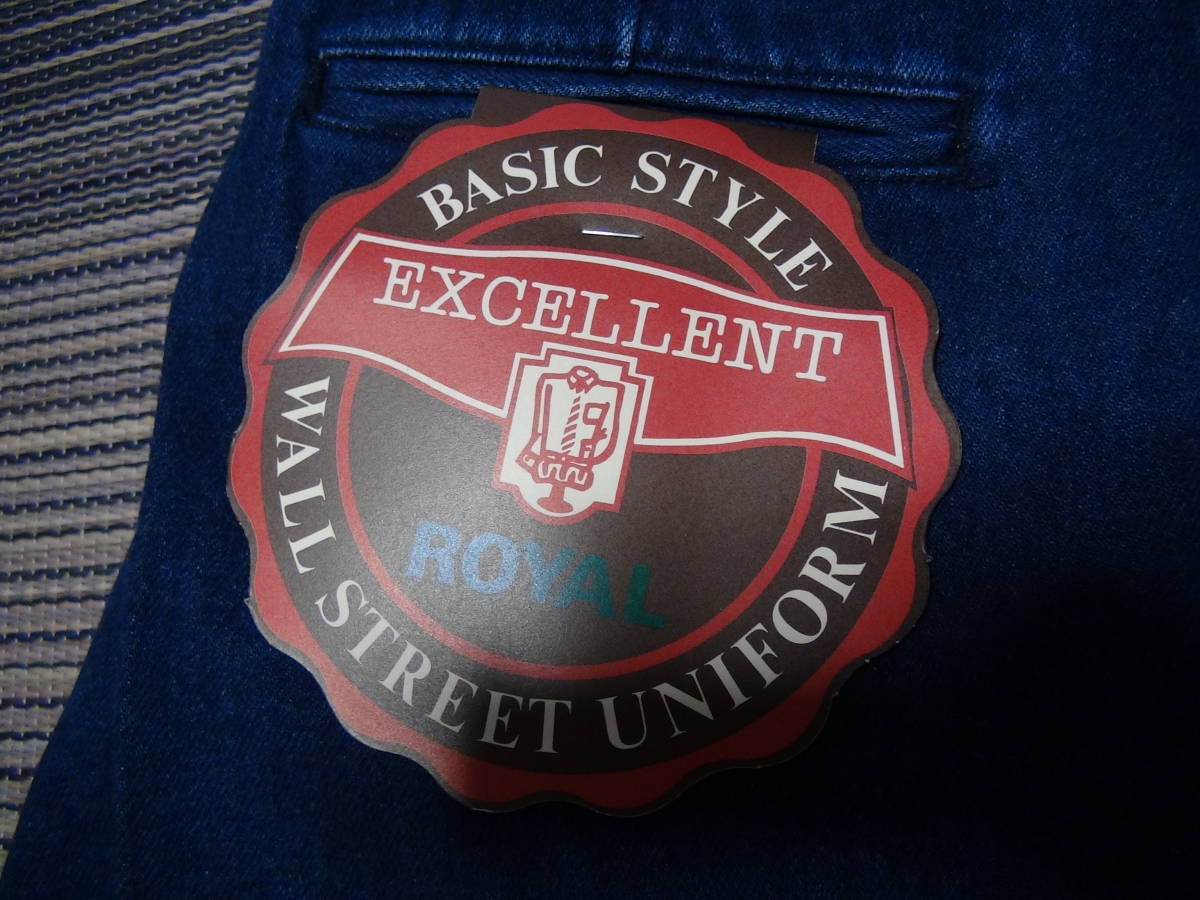 BASIC STYLE
EXCELLENT
ROYAL
WALL STREET UNIFORM